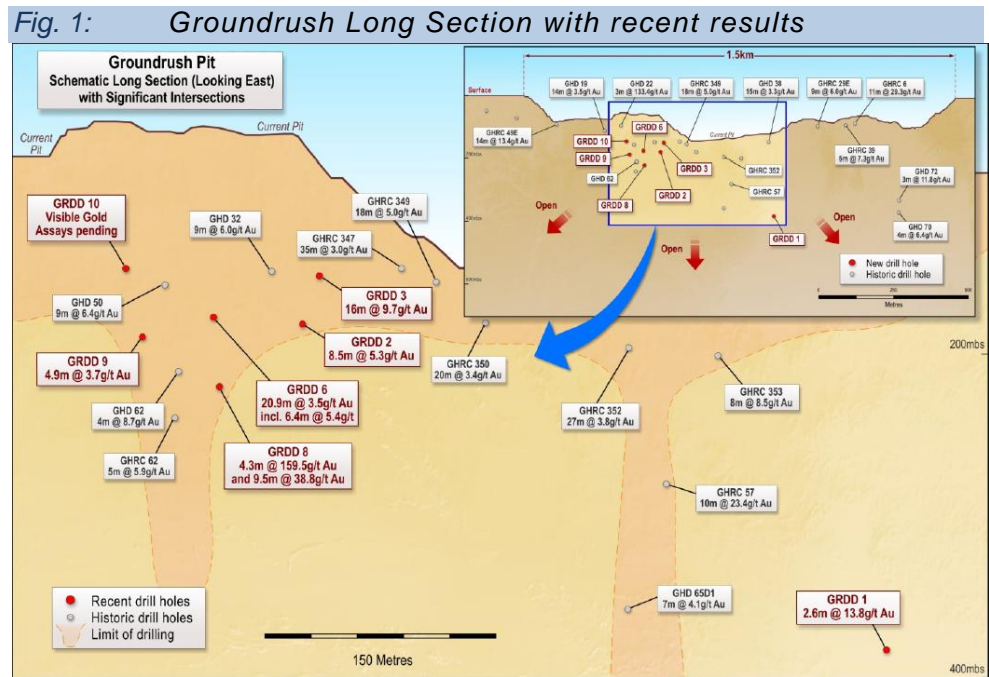 Fig. 1: Groundrush Long Section with recent results
Groundrush Pit
Schematic Long Section (Looking East)
with Significant Intersections
Current
Pit
Current Pit
GRDD 10
Visible Gold
Assays pending
GHD 32
9m @ 6.0g/t Au
GHRC 349
18m @ 5.0g/t Au
GHRC 347
35m @ 3.0g/t Au
GHD 50
9m @ 6.4g/t Au
GRDD 3
16m @ 9.7g/t Au
GRDD 2
8.5m @ 5.3g/t Au
GRDD 9
4.9m @ 3.7g/t Au
GHRC 350
20m @ 3.4g/t Au
GRDD 6
20.9m @ 3.5g/t Au
incl. 6.4m @ 5.4g/t
GHD 62
4m @ 8.7g/t Au
GHRC 62
5m @ 5.9g/t Au
GRDD 8
4.3m @ 159.5g/t Au
and 9.5m @ 38.8g/t Au
GHRC 352
27m @ 3.8g/t Au
GHRC 353
8m @ 8.5g/t Au
200mbs
GHRC 57
10m @ 23.4g/t Au
GHD 65D1
7m @ 4.1g/t Au
GRDD 1
2.6m @ 13.8g/t Au
400mbs
Recent drill holes
Historic drill holes
Limit of drilling
150 Metres
1.5km
Surface
GHD 19
14m @ 3.5g/t Au
GHD 22
3m @ 133.4g/t Au
GHRC 349
18m @ 5.0g/t Au
GHD 38
15m @ 3.3g/t Au
GHRC 29E
9m @ 6.0g/t Au
GHRC 6
11m @ 20.3g/t Au
GHRC 49E
14m @ 13.4g/t Au
GRDD 10
GRDD 6
Current Pit
GRDD 9
GRDD 3
GHD 62
GRDD 8
GRDD 2
GHRC 352
GHRC 57
GHRC 39
5m @ 7.3g/t Au
GHD 72
3m @ 11.8g/t Au
GHD 70
4m @ 6.4g/t Au
GRDD 1
Open
Open
Open
New drill hole
Historic drill hole
Metres